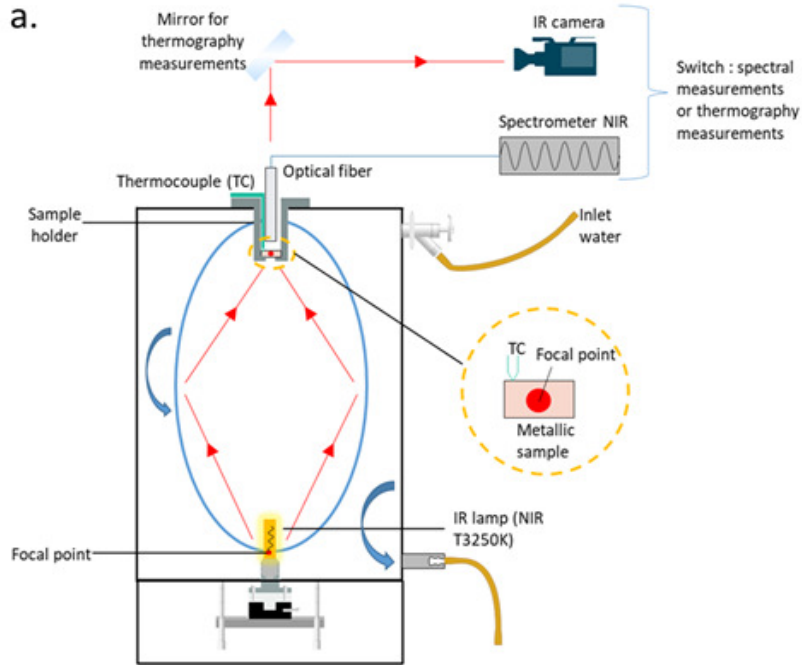 a.
Mirror for
thermography
measurements
IR camera
Switch : spectral
measurements
or thermography
measurements
Spectrometer NIR
Optical fiber
Thermocouple (TC)
Sample
holder
Inlet
water
TC
Focal point
Metallic
sample
IR lamp (NIR
T3250K)
Focal point